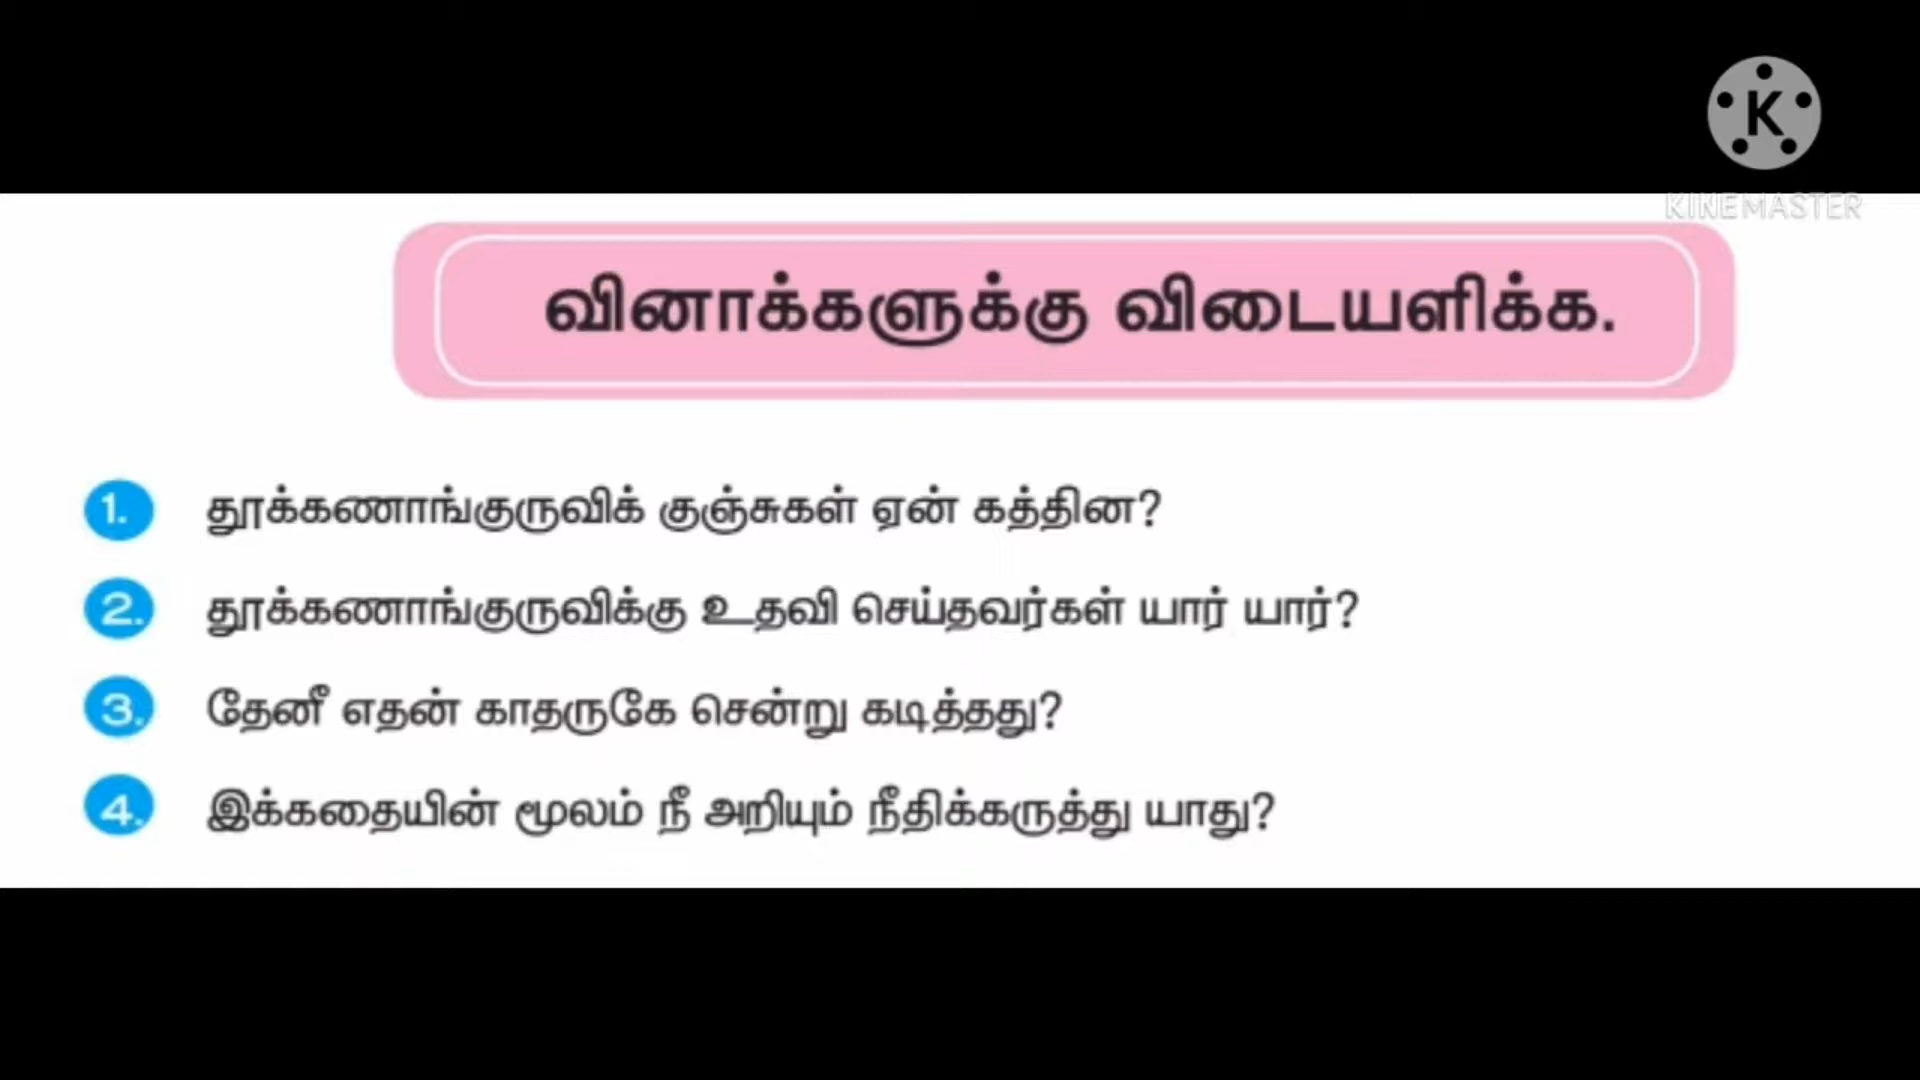 K
KINEMASTER
வினாக்களுக்கு விடையளிக்க.
1. தூக்கணாங்குருவிக் குஞ்சுகள் ஏன் கத்தின?
2. தூக்கணாங்குருவிக்கு உதவி செய்தவர்கள் யார் யார்?
3. தேனீ எதன் காதருகே சென்று கடித்தது?
4. இக்கதையின் மூலம் நீ அறியும் நீதிக்கருத்து யாது?